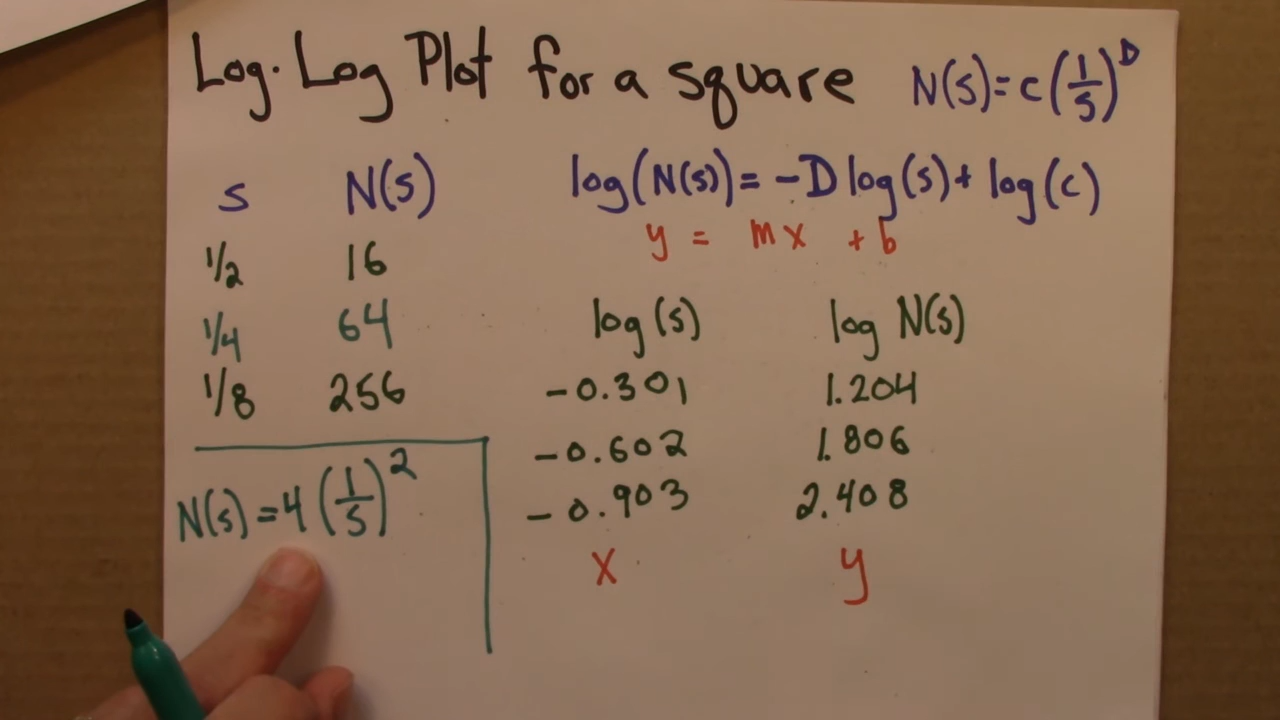 Log-Log Plot for a square N(s)=c(1/s)^D
s N(s) log(N(s))=-D log(s)+ log(c)
y = mx + b
1/2 16
1/4 64 log(s) log N(s)
1/8 256 -0.301 1.204
-0.602 1.806
N(s)=4(1/s)^2 -0.903 2.408
x y